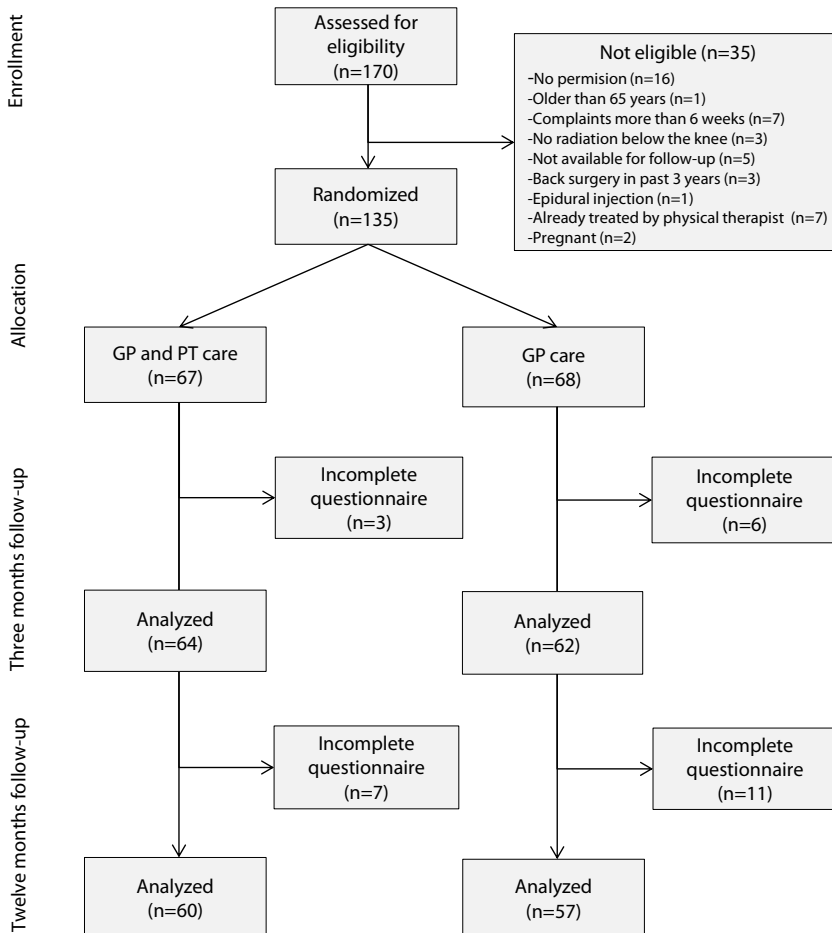 Enrollment
Assessed for
eligibility
(n=170)
Not eligible (n=35)
-No permision (n=16)
-Older than 65 years (n=1)
-Complaints more than 6 weeks (n=7)
-No radiation below the knee (n=3)
-Not available for follow-up (n=5)
-Back surgery in past 3 years (n=3)
-Epidural injection (n=1)
-Already treated by physical therapist (n=7)
-Pregnant (n=2)
Randomized
(n=135)
Allocation
GP and PT care
(n=67)
GP care
(n=68)
Three months follow-up
Incomplete
questionnaire
(n=3)
Incomplete
questionnaire
(n=6)
Analyzed
(n=64)
Analyzed
(n=62)
Twelve months follow-up
Incomplete
questionnaire
(n=7)
Incomplete
questionnaire
(n=11)
Analyzed
(n=60)
Analyzed
(n=57)